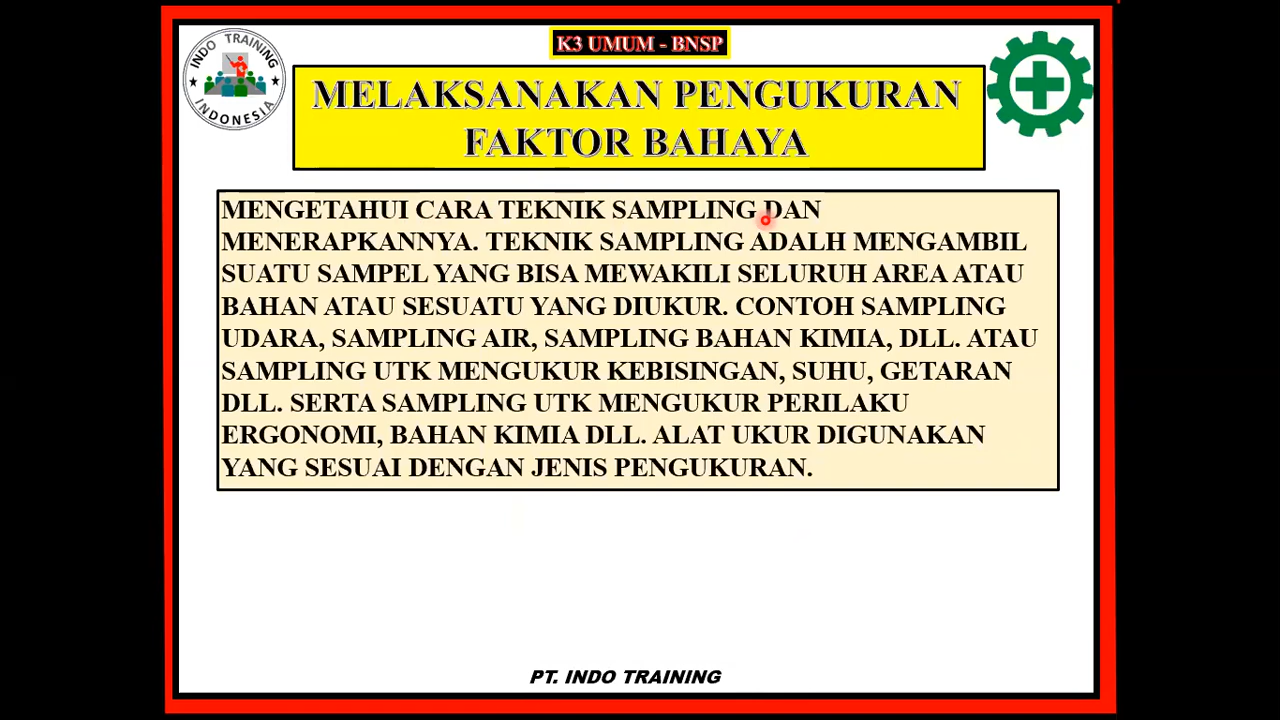 K3 UMUM - BNSP
INDO TRAINING
INDONESIA
MELAKSANAKAN PENGUKURAN
FAKTOR BAHAYA
MENGETAHUI CARA TEKNIK SAMPLING DAN
MENERAPKANNYA. TEKNIK SAMPLING ADALH MENGAMBIL
SUATU SAMPEL YANG BISA MEWAKILI SELURUH AREA ATAU
BAHAN ATAU SESUATU YANG DIUKUR. CONTOH SAMPLING
UDARA, SAMPLING AIR, SAMPLING BAHAN KIMIA, DLL. ATAU
SAMPLING UTK MENGUKUR KEBISINGAN, SUHU, GETARAN
DLL. SERTA SAMPLING UTK MENGUKUR PERILAKU
ERGONOMI, BAHAN KIMIA DLL. ALAT UKUR DIGUNAKAN
YANG SESUAI DENGAN JENIS PENGUKURAN.
PT. INDO TRAINING